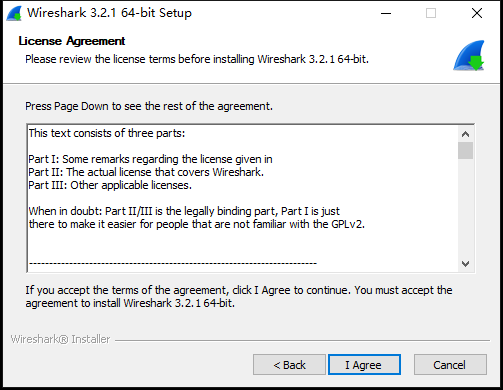 Wireshark 3.2.1 64-bit Setup
License Agreement
Please review the license terms before installing Wireshark 3.2.1 64-bit.
Press Page Down to see the rest of the agreement.
This text consists of three parts:
Part I: Some remarks regarding the license given in
Part II: The actual license that covers Wireshark.
Part III: Other applicable licenses.
When in doubt: Part II/III is the legally binding part, Part I is just
there to make it easier for people that are not familiar with the GPLv2.
------------------------------------------------------------------------
If you accept the terms of the agreement, click I Agree to continue. You must accept the
agreement to install Wireshark 3.2.1 64-bit.
Wireshark® Installer
< Back
I Agree
Cancel